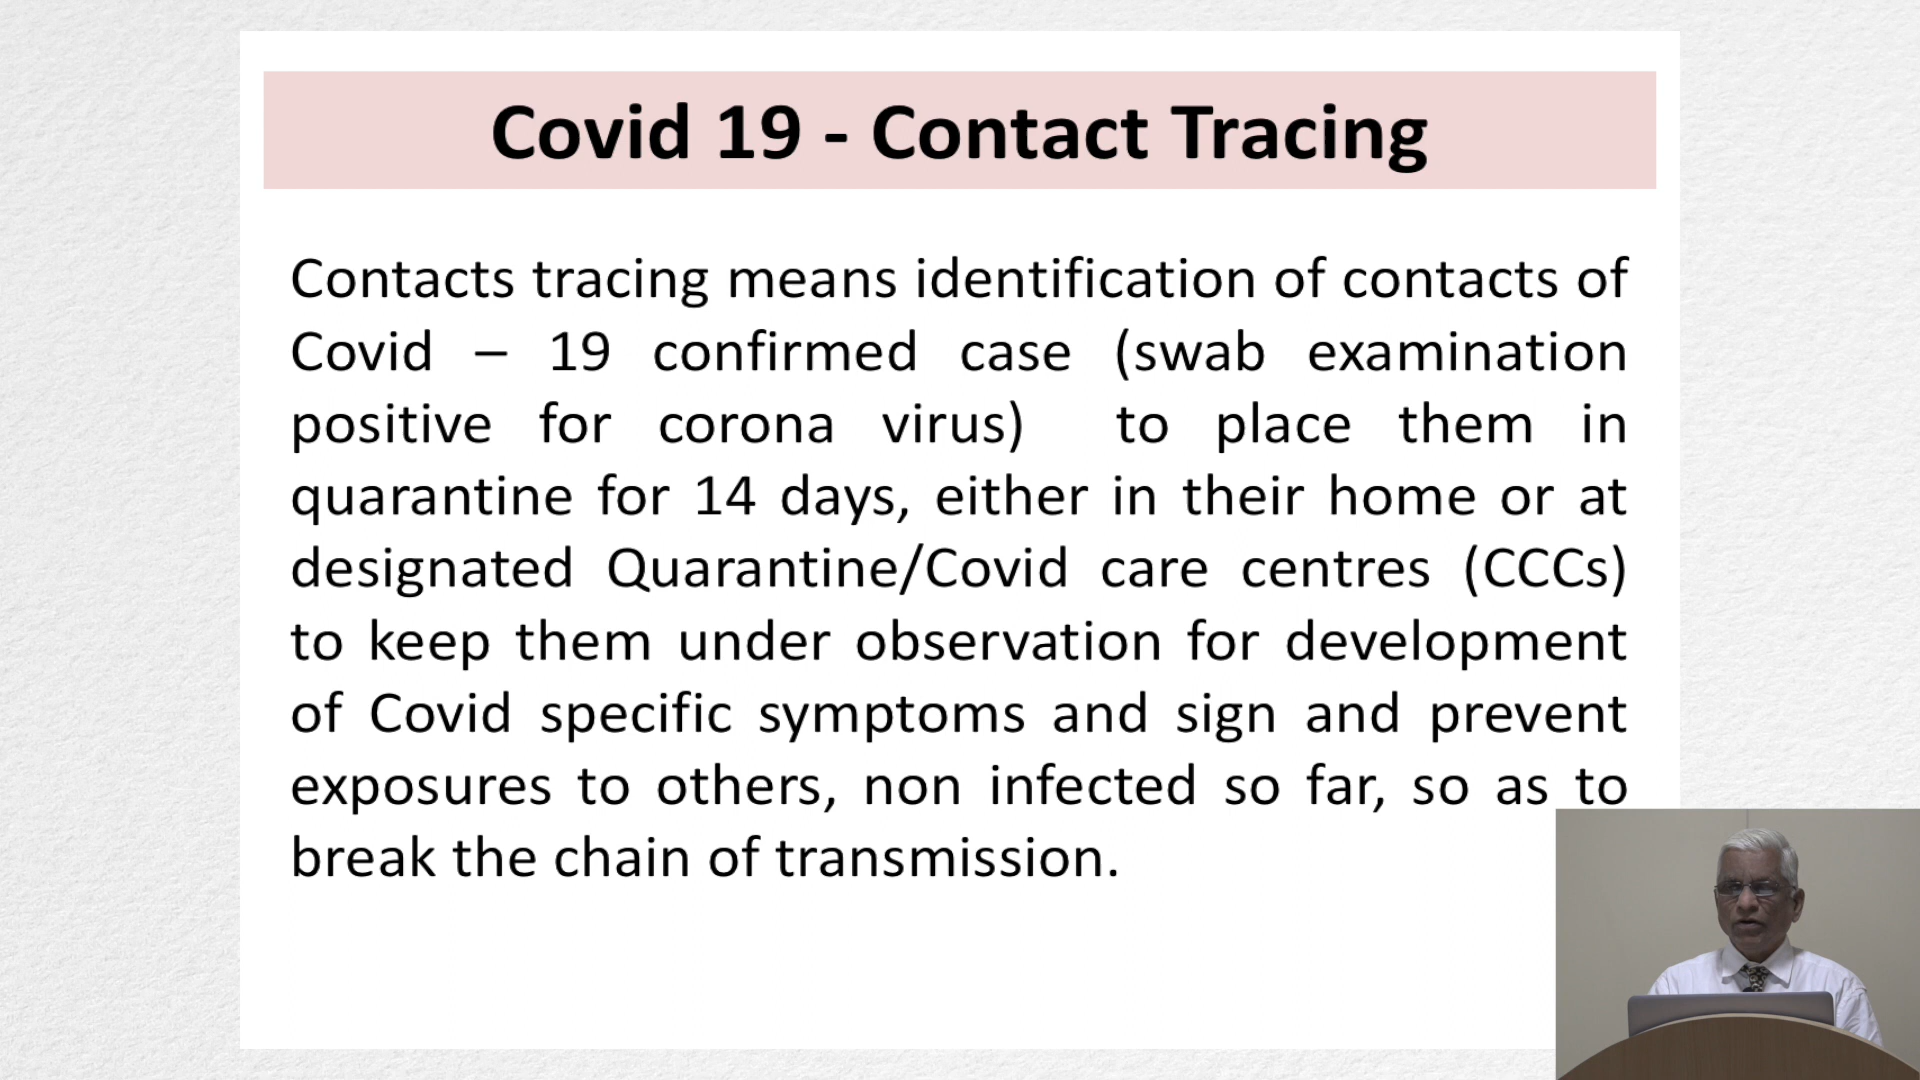 Covid 19 - Contact Tracing
Contacts tracing means identification of contacts of
Covid – 19 confirmed case (swab examination
positive for corona virus) to place them in
quarantine for 14 days, either in their home or at
designated Quarantine/Covid care centres (CCCs)
to keep them under observation for development
of Covid specific symptoms and sign and prevent
exposures to others, non infected so far, so as to
break the chain of transmission.